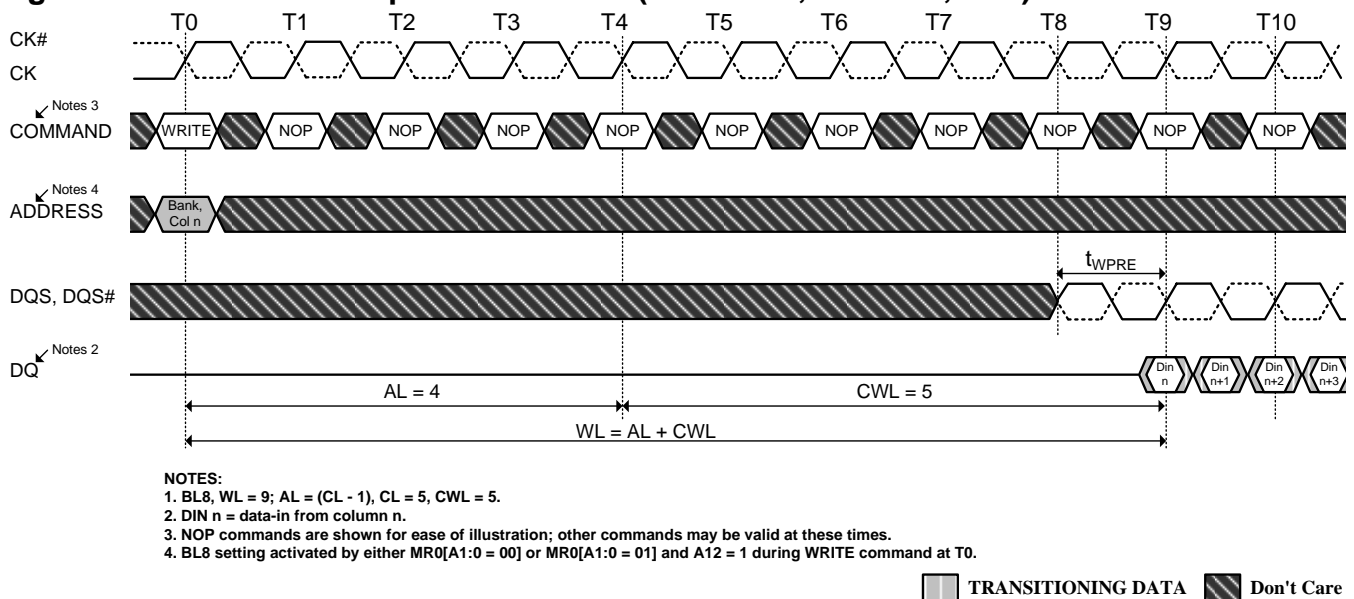 T0 T1 T2 T3 T4 T5 T6 T7 T8 T9 T10
CK#
CK
Notes 3
COMMAND
WRITE NOP NOP NOP NOP NOP NOP NOP NOP NOP NOP
Notes 4
ADDRESS
Bank,
Col n
tWPRE
DQS, DQS#
Notes 2
DQ
Din
n
Din
n+1
Din
n+2
Din
n+3
AL = 4
CWL = 5
WL = AL + CWL
NOTES:
1. BL8, WL = 9; AL = (CL - 1), CL = 5, CWL = 5.
2. DIN n = data-in from column n.
3. NOP commands are shown for ease of illustration; other commands may be valid at these times.
4. BL8 setting activated by either MR0[A1:0 = 00] or MR0[A1:0 = 01] and A12 = 1 during WRITE command at T0.
TRANSITIONING DATA
Don't Care